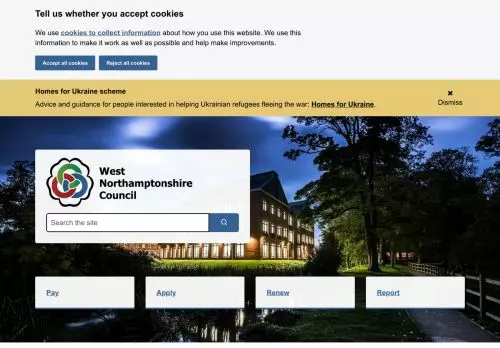 Tell us whether you accept cookies
We use cookies to collect information about how you use this website. We use
this information to make it work as well as possible and help make improvements.
Accept all cookies
Reject all cookies
Homes for Ukraine scheme
Advice and guidance for people interested in helping Ukrainian refugees fleeing the war: Homes for Ukraine.
✖
Dismiss
West
Northamptonshire
Council
Search the site
Pay
Apply
Renew
Report